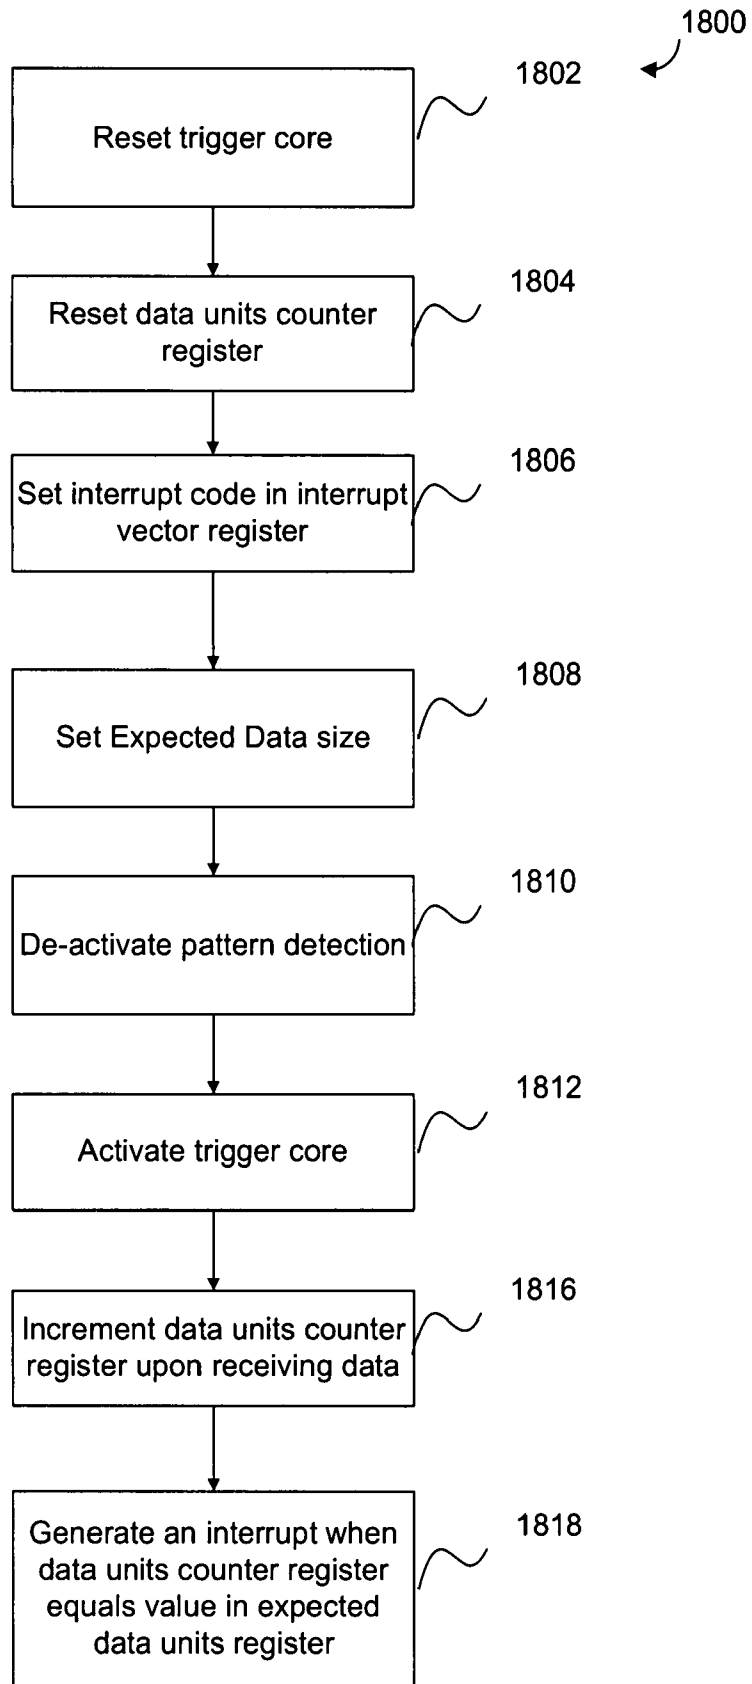 1800
1802
Reset trigger core
1804
Reset data units counter
register
1806
Set interrupt code in interrupt
vector register
1808
Set Expected Data size
1810
De-activate pattern detection
1812
Activate trigger core
1816
Increment data units counter
register upon receiving data
1818
Generate an interrupt when
data units counter register
equals value in expected
data units register